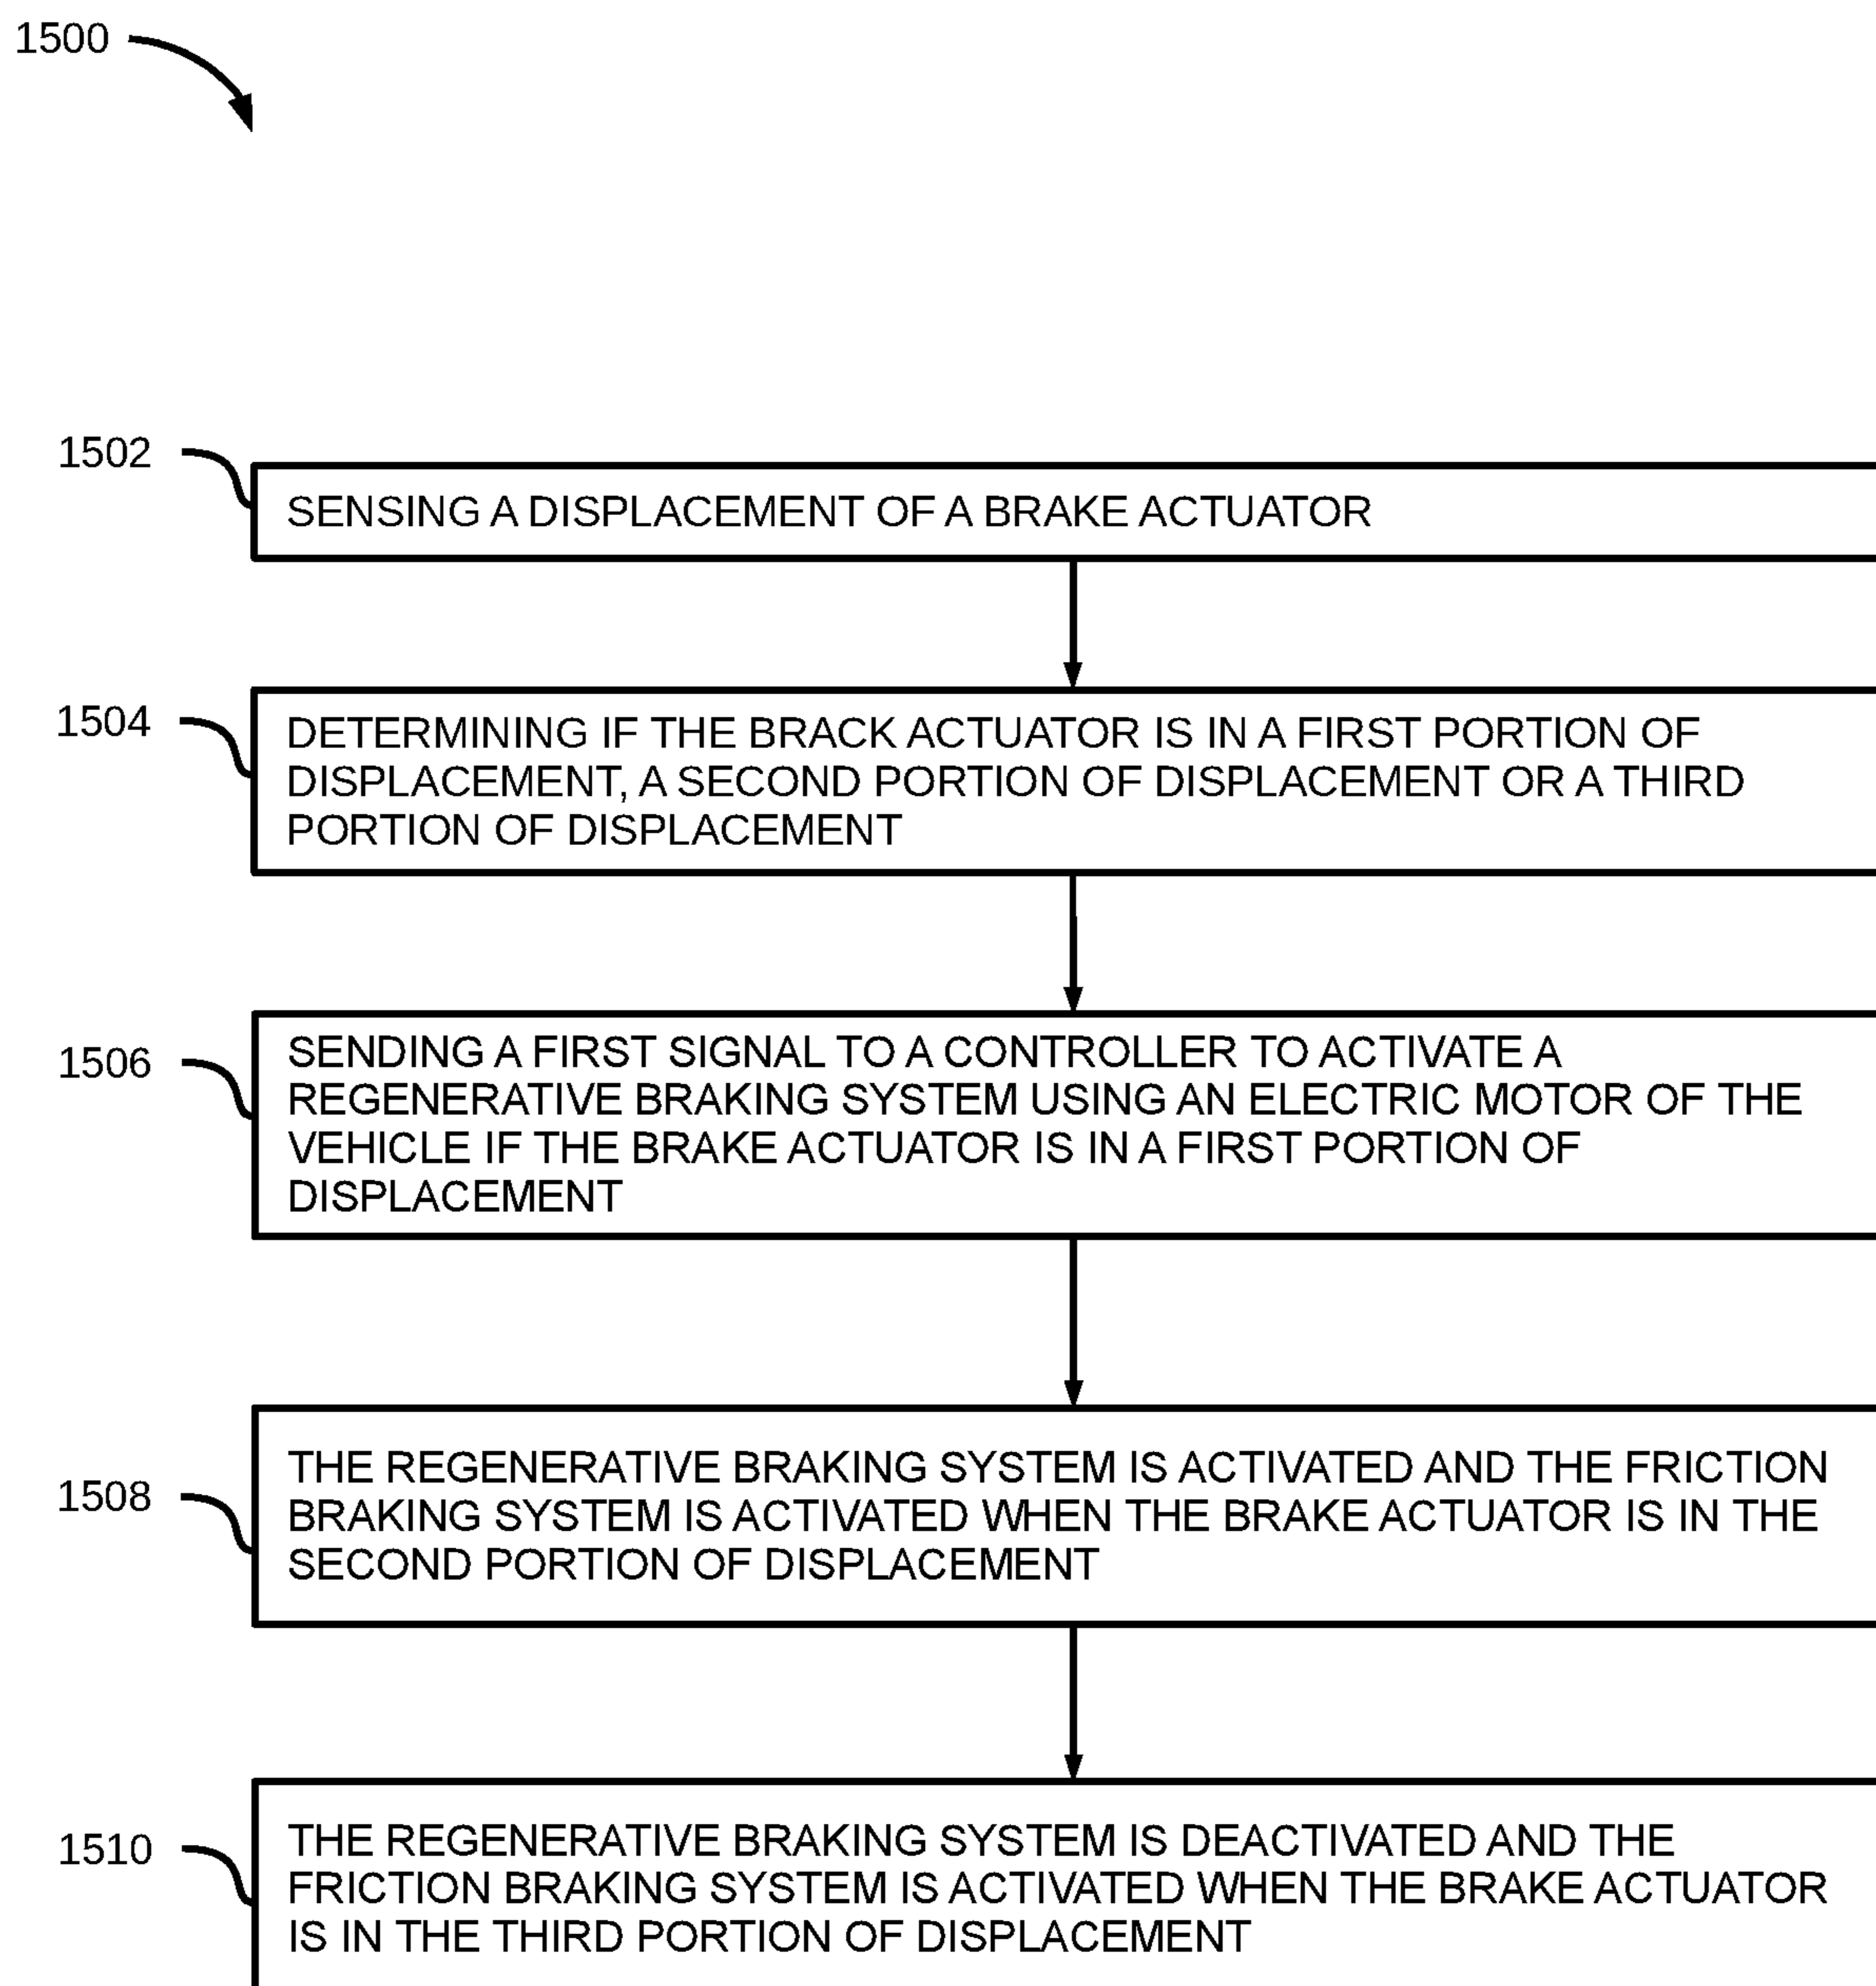 1500
1502
SENSING A DISPLACEMENT OF A BRAKE ACTUATOR
1504
DETERMINING IF THE BRACK ACTUATOR IS IN A FIRST PORTION OF
DISPLACEMENT, A SECOND PORTION OF DISPLACEMENT OR A THIRD
PORTION OF DISPLACEMENT
1506
SENDING A FIRST SIGNAL TO A CONTROLLER TO ACTIVATE A
REGENERATIVE BRAKING SYSTEM USING AN ELECTRIC MOTOR OF THE
VEHICLE IF THE BRAKE ACTUATOR IS IN A FIRST PORTION OF
DISPLACEMENT
1508
THE REGENERATIVE BRAKING SYSTEM IS ACTIVATED AND THE FRICTION
BRAKING SYSTEM IS ACTIVATED WHEN THE BRAKE ACTUATOR IS IN THE
SECOND PORTION OF DISPLACEMENT
1510
THE REGENERATIVE BRAKING SYSTEM IS DEACTIVATED AND THE
FRICTION BRAKING SYSTEM IS ACTIVATED WHEN THE BRAKE ACTUATOR
IS IN THE THIRD PORTION OF DISPLACEMENT